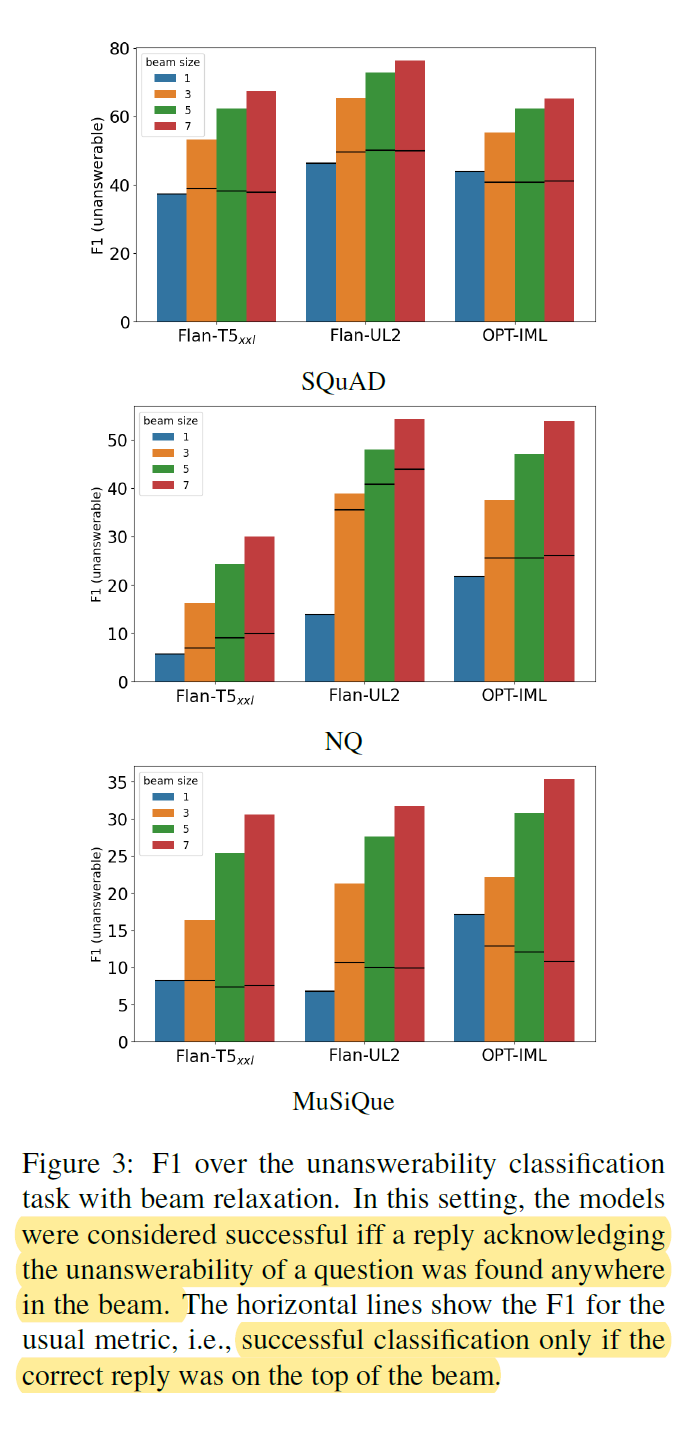 80
beam size
1
3
5
7
60
40
20
0
F1 (unanswerable)
Flan-T5xxl Flan-UL2 OPT-IML
SQuAD
beam size
1
3
5
7
50
40
30
20
10
0
F1 (unanswerable)
Flan-T5xxl Flan-UL2 OPT-IML
NQ
beam size
1
3
5
7
35
30
25
20
15
10
5
0
F1 (unanswerable)
Flan-T5xxl Flan-UL2 OPT-IML
MuSiQue
Figure 3: F1 over the unanswerability classification
task with beam relaxation. In this setting, the models
were considered successful iff a reply acknowledging
the unanswerability of a question was found anywhere
in the beam. The horizontal lines show the F1 for the
usual metric, i.e., successful classification only if the
correct reply was on the top of the beam.